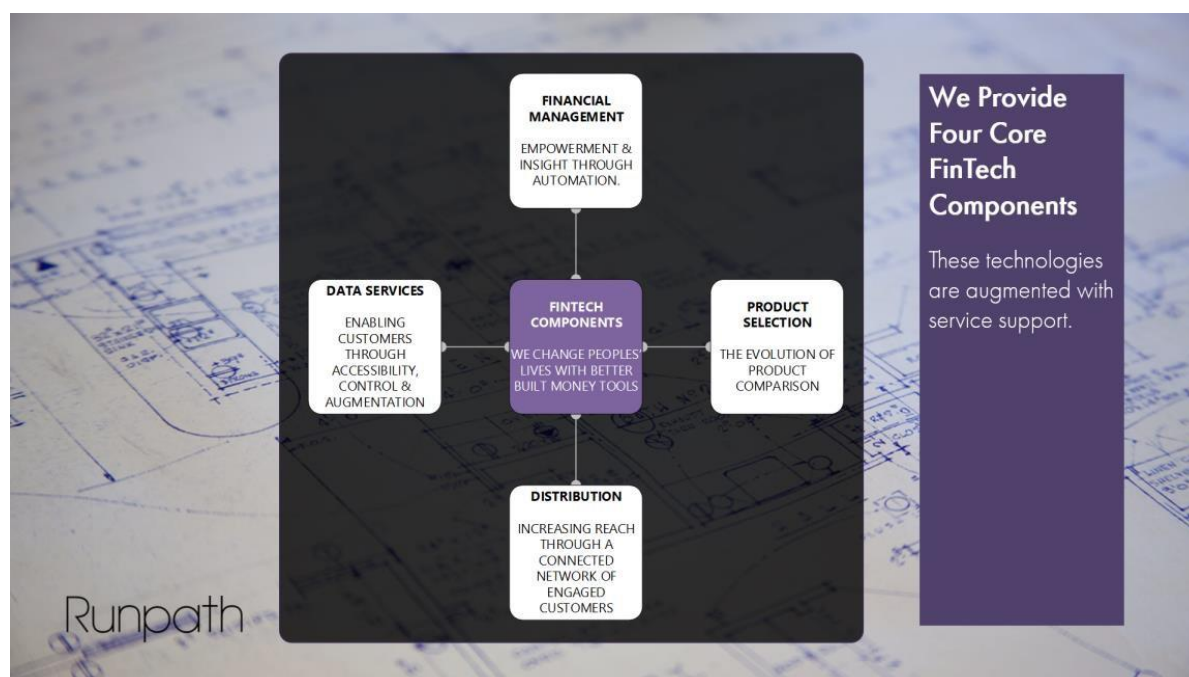 FINANCIAL
MANAGEMENT
EMPOWERMENT &
INSIGHT THROUGH
AUTOMATION.
DATA SERVICES
ENABLING
CUSTOMERS
THROUGH
ACCESSIBILITY,
CONTROL &
AUGMENTATION
FINTECH
COMPONENTS
WE CHANGE PEOPLES'
LIVES WITH BETTER
BUILT MONEY TOOLS
PRODUCT
SELECTION
THE EVOLUTION OF
PRODUCT
COMPARISON
DISTRIBUTION
INCREASING REACH
THROUGH A
CONNECTED
NETWORK OF
ENGAGED
CUSTOMERS
We Provide
Four Core
FinTech
Components
These technologies
are augmented with
service support.
Runpath